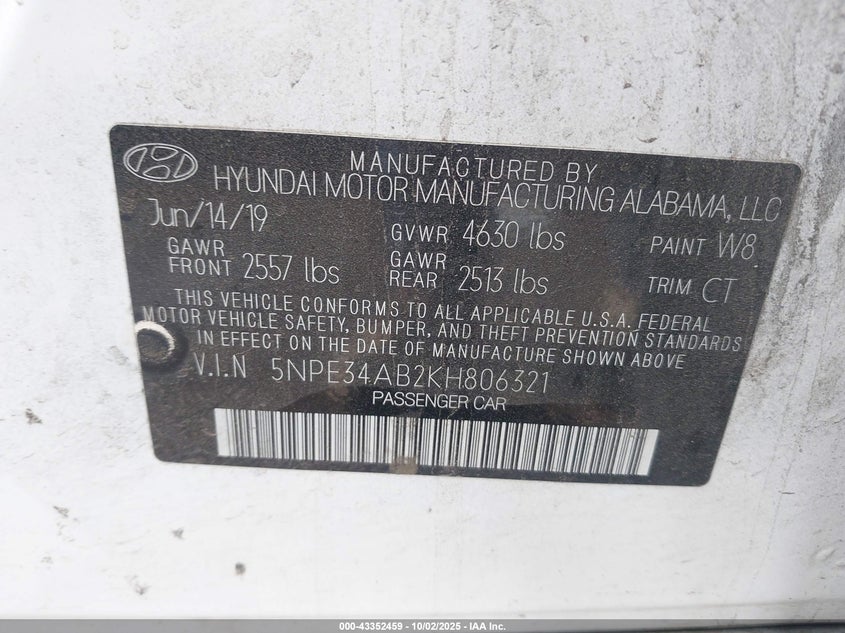 MANUFACTURED BY
HYUNDAI MOTOR MANUFACTURING ALABAMA, LLC
Jun/14/19 GVWR 4630 lbs PAINT W8
GAWR FRONT 2557 lbs GAWR REAR 2513 lbs TRIM CT
THIS VEHICLE CONFORMS TO ALL APPLICABLE U.S.A. FEDERAL
MOTOR VEHICLE SAFETY, BUMPER, AND THEFT PREVENTION STANDARDS
IN EFFECT ON THE DATE OF MANUFACTURE SHOWN ABOVE
V.I.N 5NPE34AB2KH806321
PASSENGER CAR
000-43352459 - 10/02/2025 - IAA Inc.